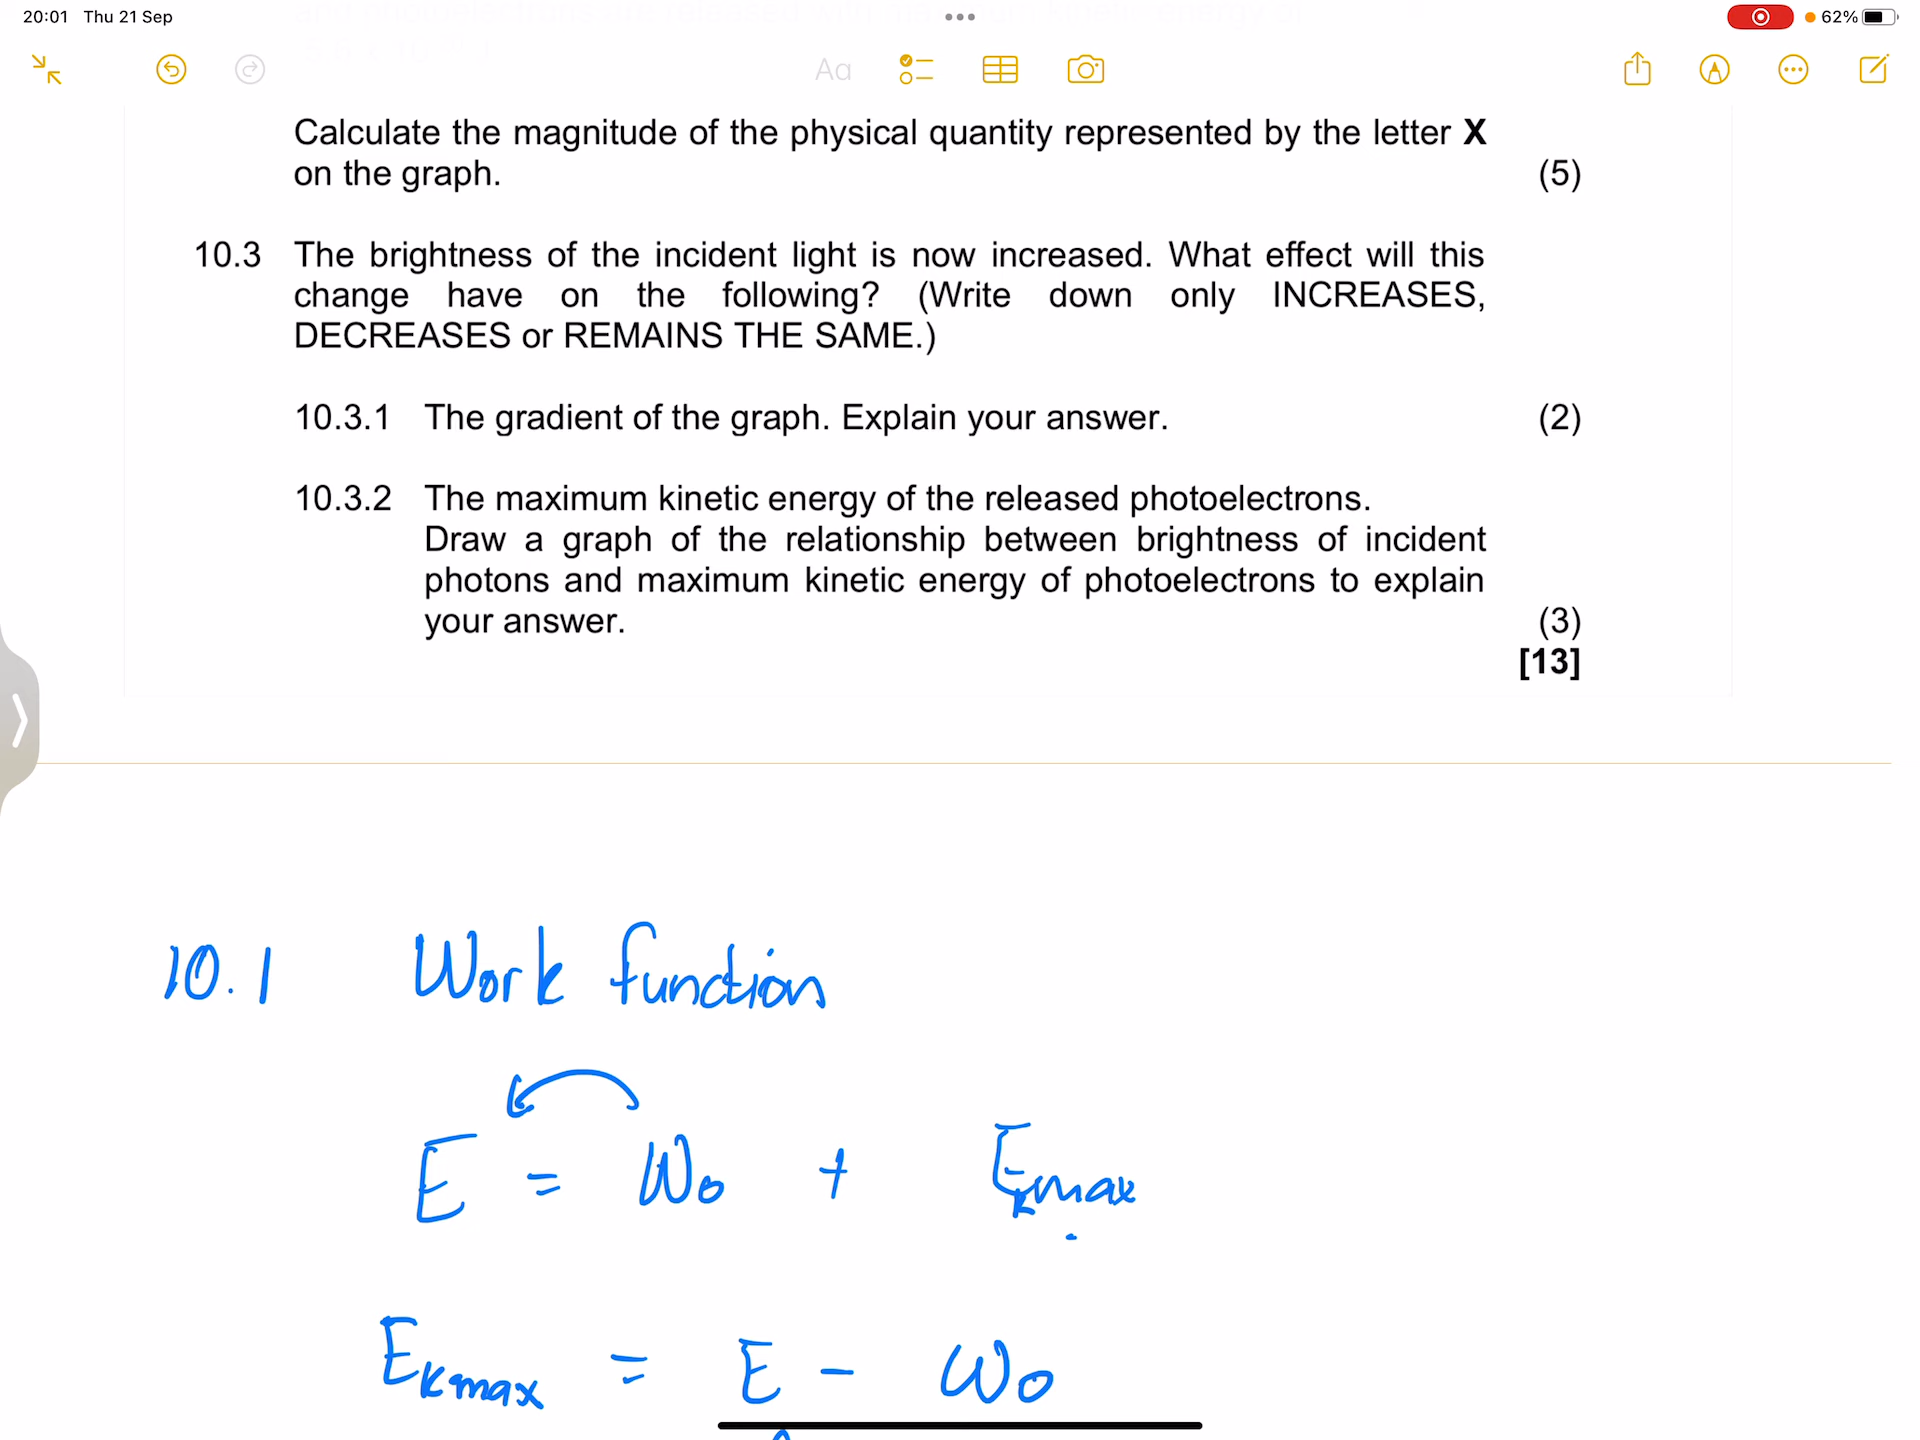 20:01 Thu 21 Sep
62%
Aa
Calculate the magnitude of the physical quantity represented by the letter X
on the graph. (5)
10.3 The brightness of the incident light is now increased. What effect will this
change have on the following? (Write down only INCREASES,
DECREASES or REMAINS THE SAME.)
10.3.1 The gradient of the graph. Explain your answer. (2)
10.3.2 The maximum kinetic energy of the released photoelectrons.
Draw a graph of the relationship between brightness of incident
photons and maximum kinetic energy of photoelectrons to explain
your answer. (3)
[13]
10.1 Work function
E = W₀ + Ekmax
Ekmax = E - W₀